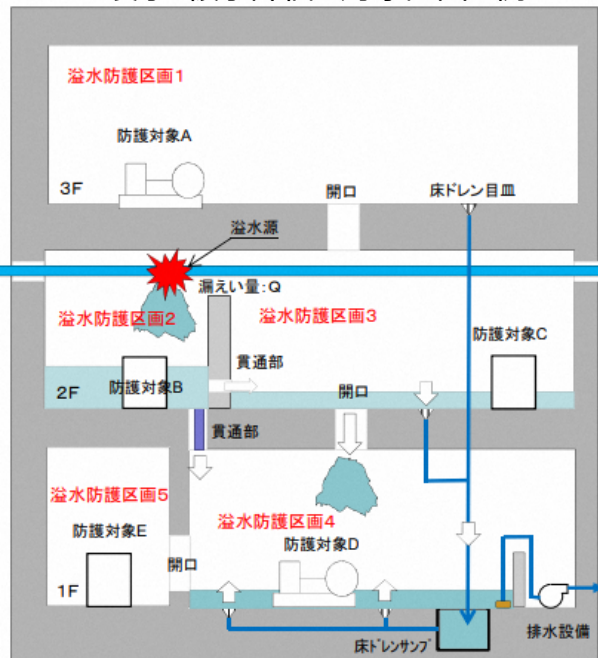 溢水防護区画1
防護対象A
3F
開口
床ドレン目皿
溢水源
漏えい量:Q
溢水防護区画2
溢水防護区画3
防護対象C
貫通部
防護対象B
2F
開口
貫通部
溢水防護区画5
溢水防護区画4
防護対象E
防護対象D
開口
1F
排水設備
床ドレンサンプ